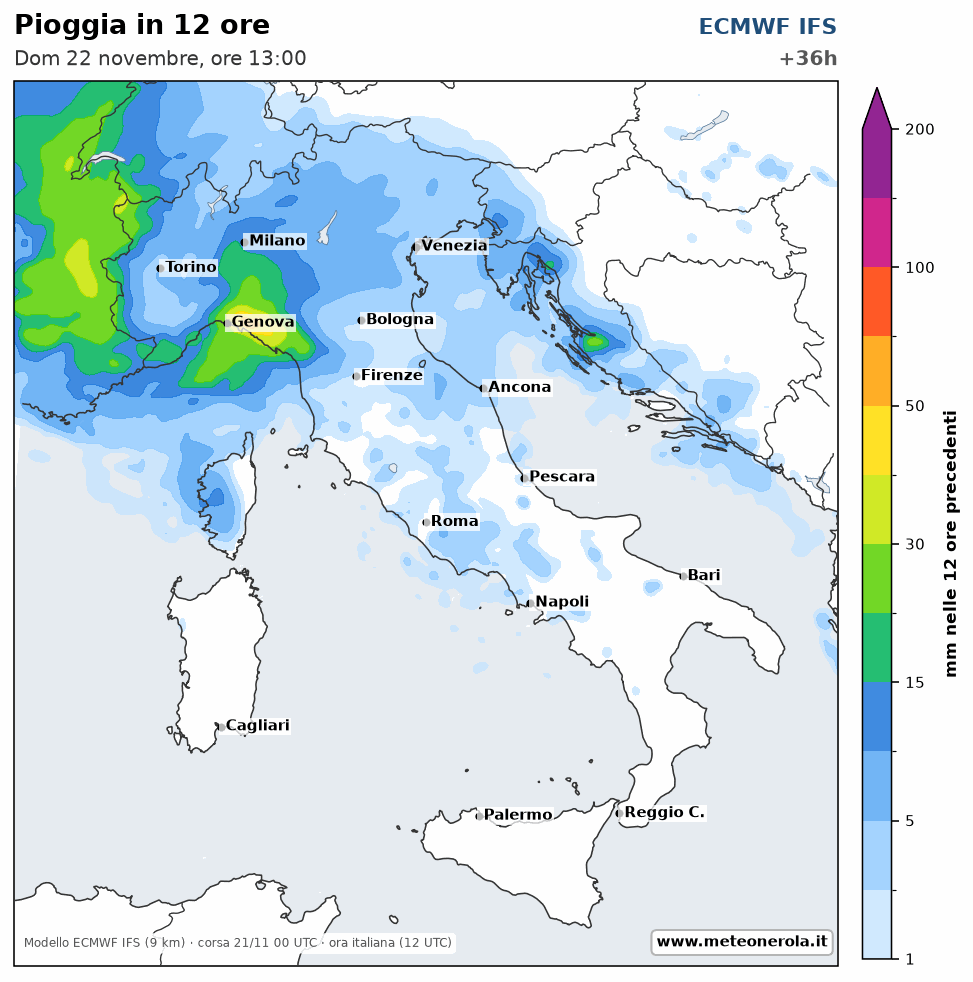 Pioggia in 12 ore
ECMWF IFS
Dom 22 novembre, ore 13:00
+36h
Milano
Venezia
Torino
Genova
Bologna
Firenze
Ancona
Pescara
Roma
Bari
Napoli
Cagliari
Palermo
Reggio C.
Modello ECMWF IFS (9 km) · corsa 21/11 00 UTC · ora italiana (12 UTC)
www.meteonerola.it
200
100
50
30
15
5
1
mm nelle 12 ore precedenti